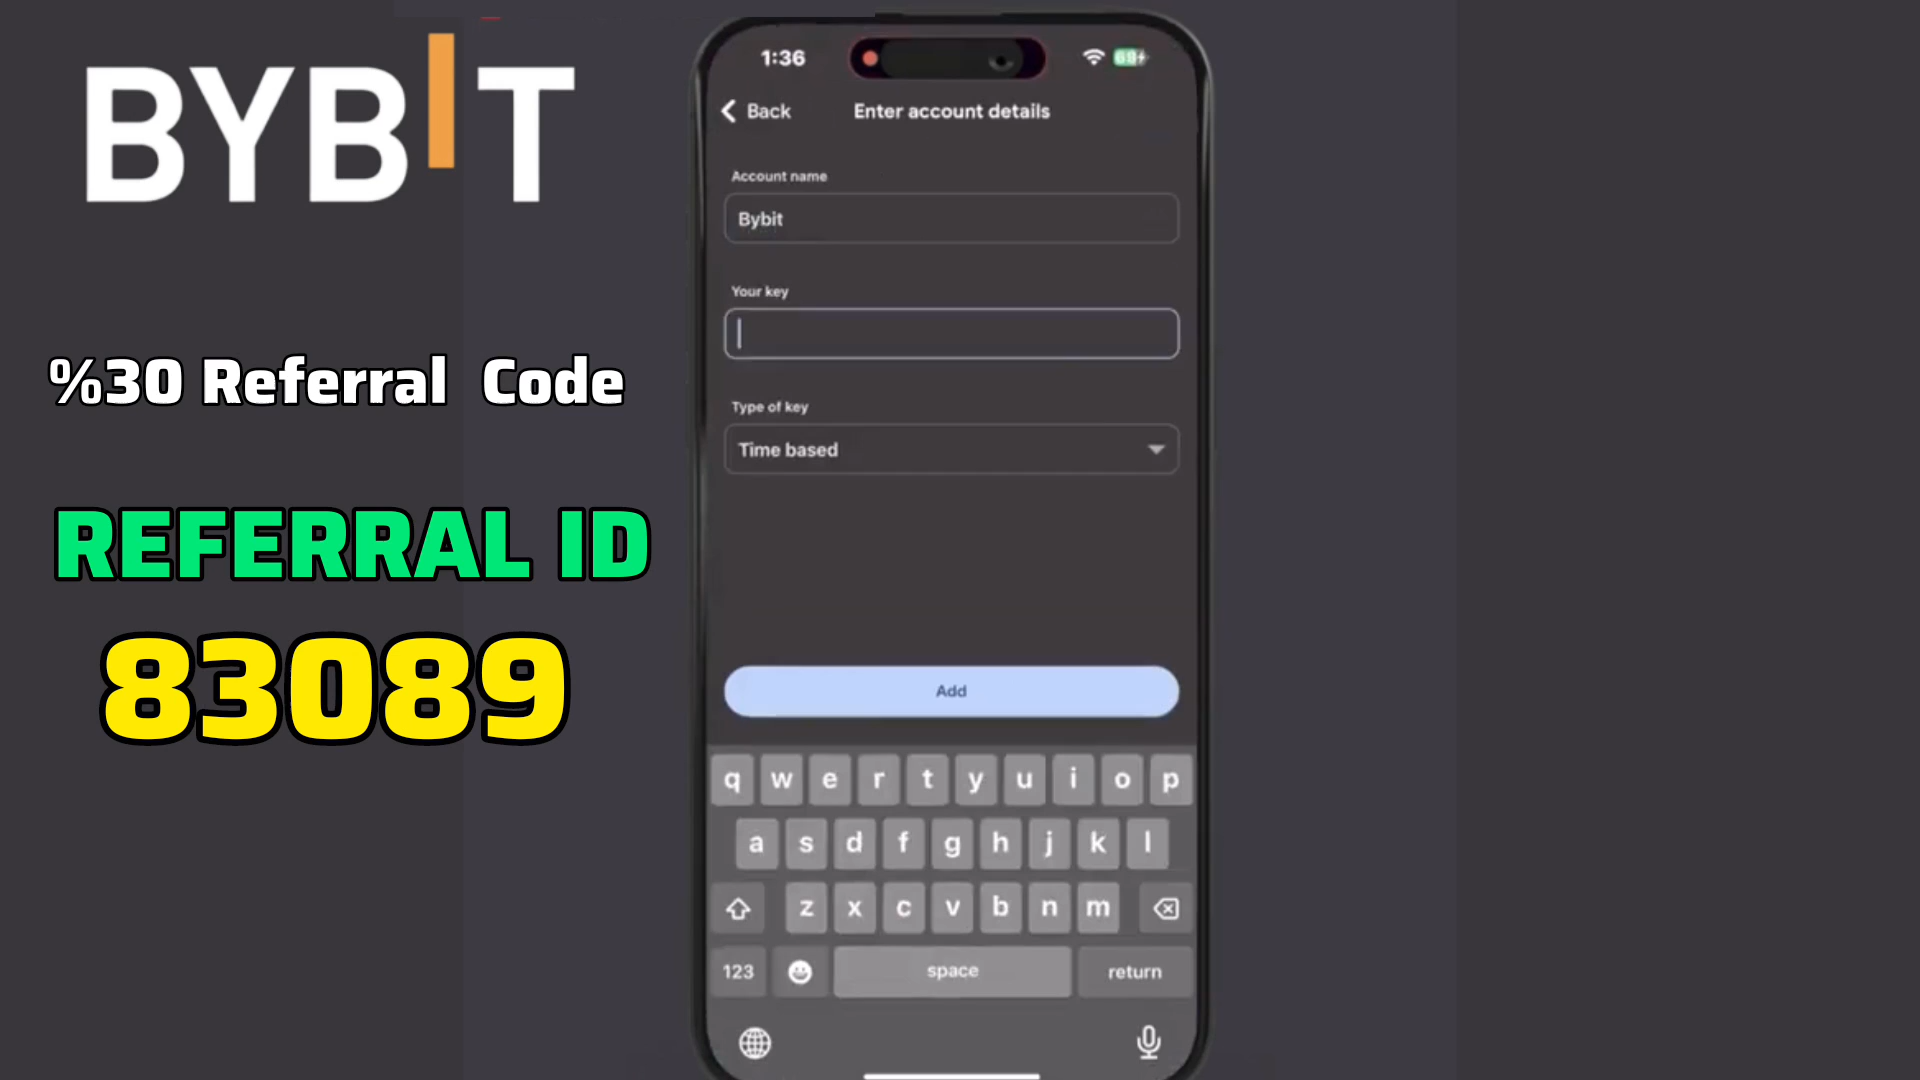 BYBIT
%30 Referral Code
REFERRAL ID
83089
1:36
69
Back
Enter account details
Account name
Bybit
Your key
Type of key
Time based
Add
q w e r t y u i o p
a s d f g h j k l
z x c v b n m
123
space
return